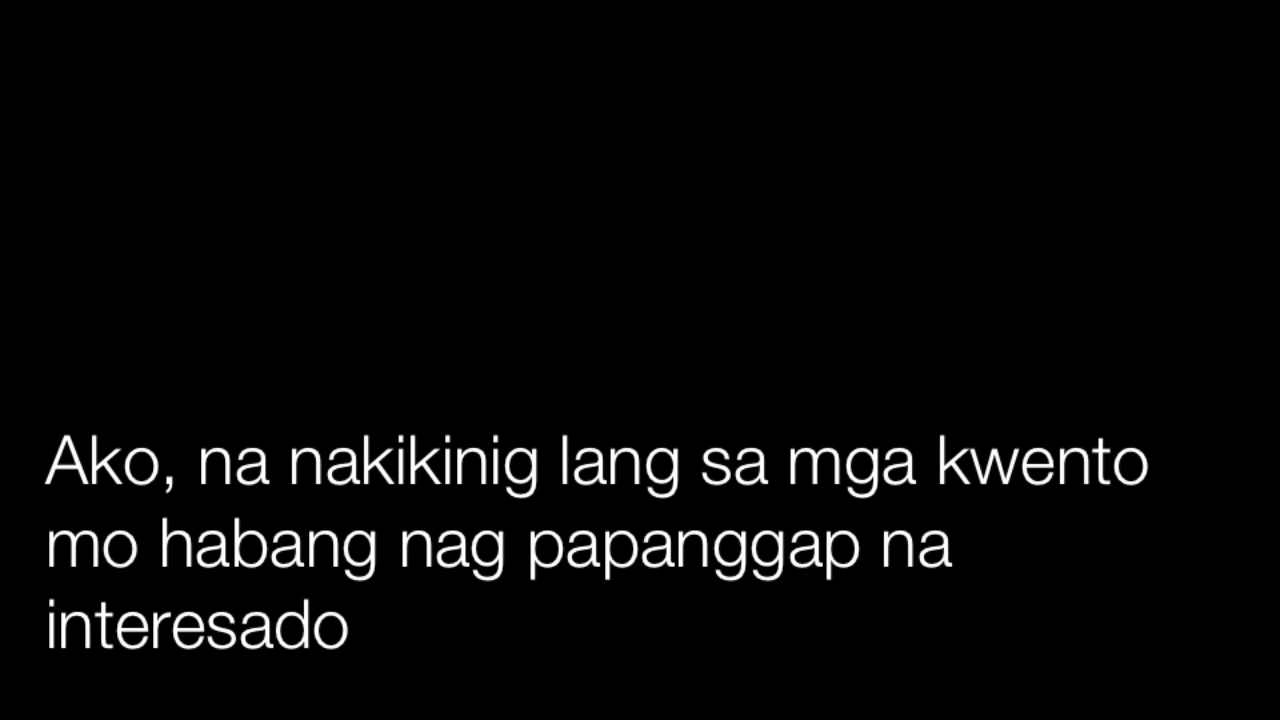 Ako, na nakikinig lang sa mga kwento
mo habang nag papanggap na
interesado